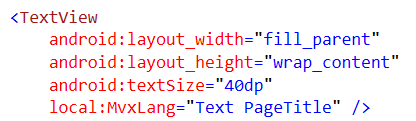 <TextView
android:layout_width="fill_parent"
android:layout_height="wrap_content"
android:textSize="40dp"
local:MvxLang="Text PageTitle" />